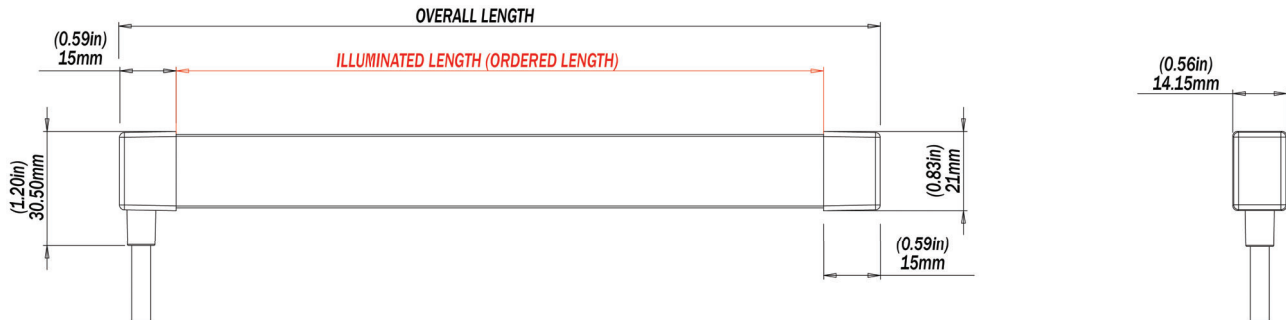 OVERALL LENGTH
(0.59in)
15mm
ILLUMINATED LENGTH (ORDERED LENGTH)
(0.56in)
14.15mm
(1.20in)
30.50mm
(0.83in)
21mm
(0.59in)
15mm